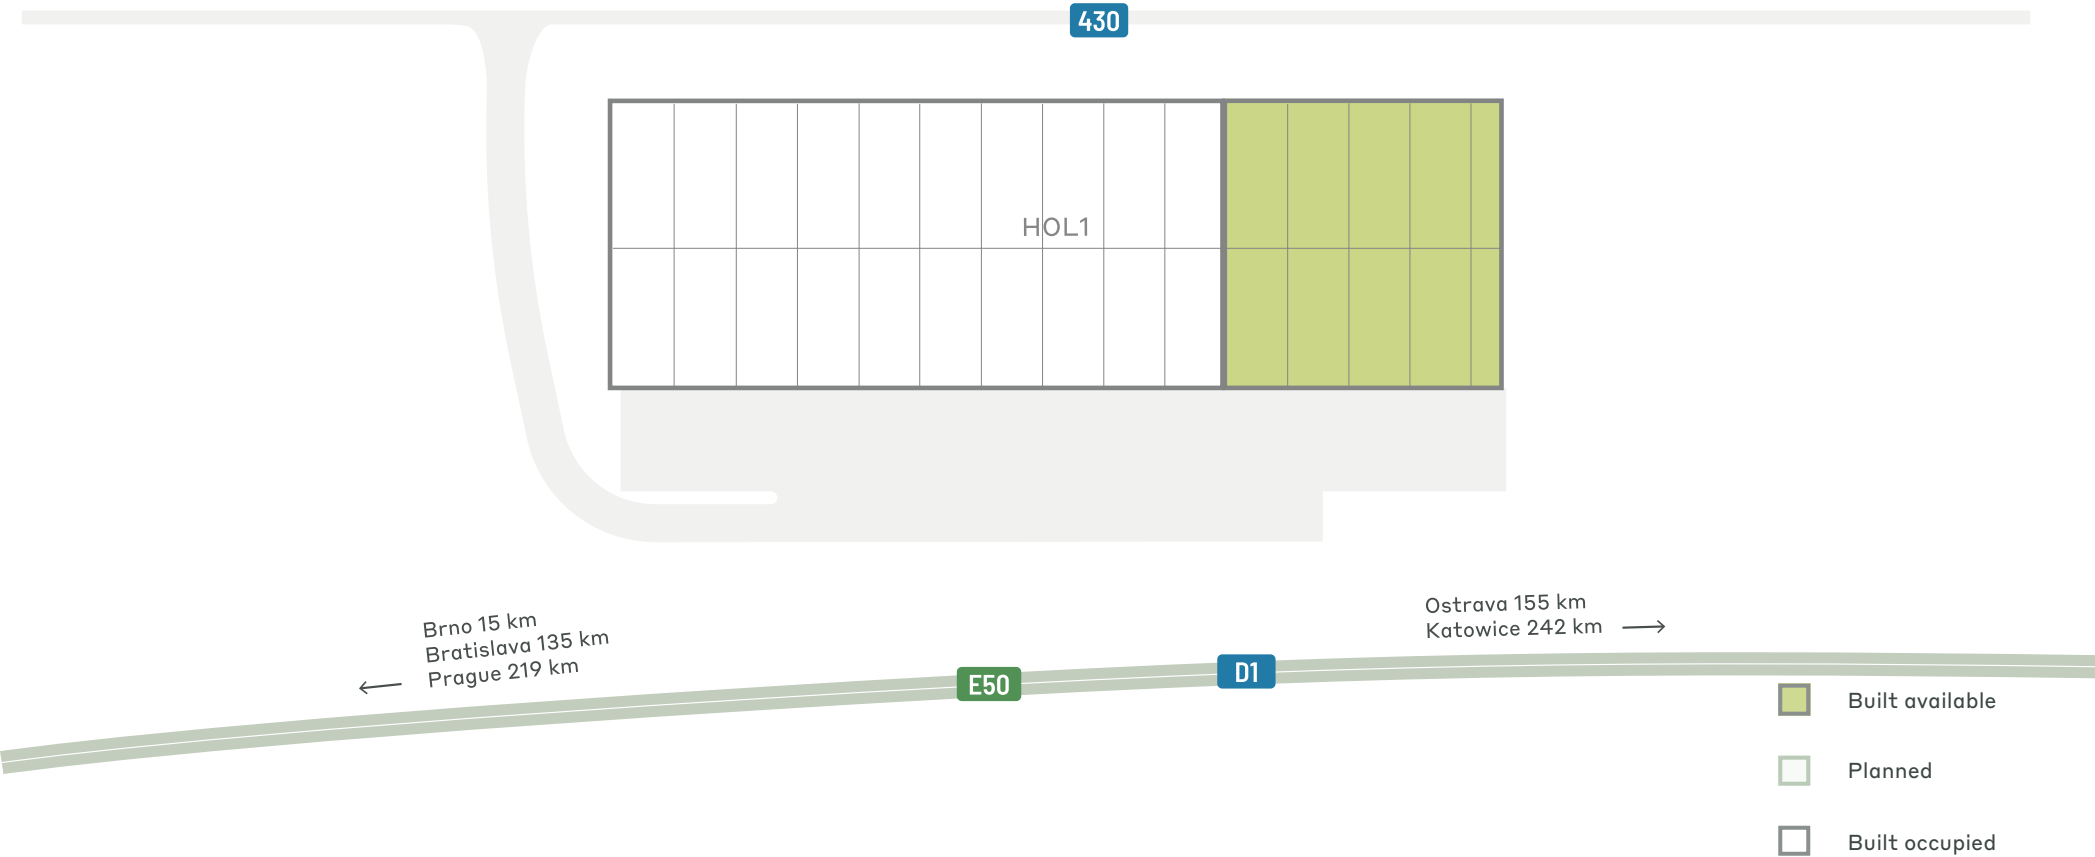 430
HOL1
Brno 15 km
Bratislava 135 km
Prague 219 km
Ostrava 155 km
Katowice 242 km
E50
D1
Built available
Planned
Built occupied